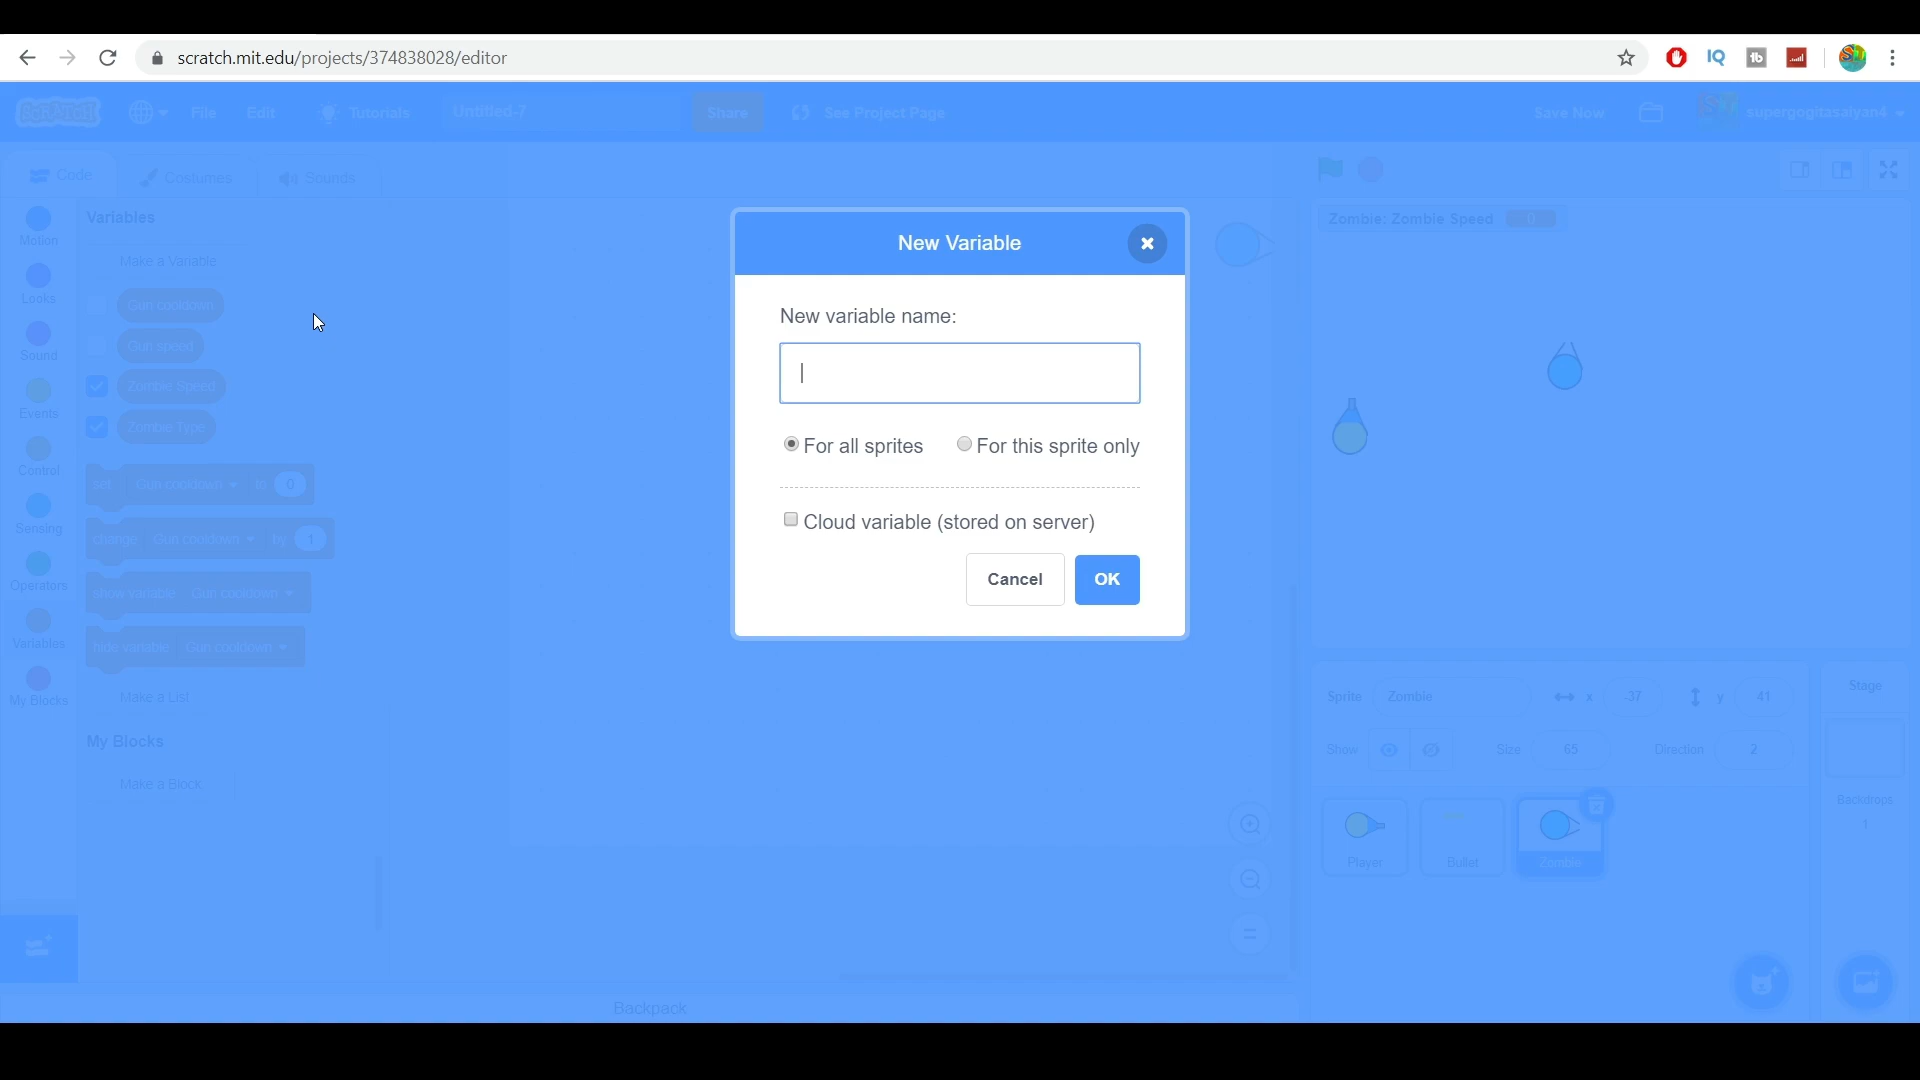 scratch.mit.edu/projects/374838028/editor
SCRATCH
File
Edit
Tutorials
Untitled-7
Share
See Project Page
Save Now
supergogitasaiyan4
Code
Costumes
Sounds
Variables
Make a Variable
Gun cooldown
Gun speed
Zombie Speed
Zombie Type
set Gun cooldown to 0
change Gun cooldown by 1
show variable Gun cooldown
hide variable Gun cooldown
Make a List
My Blocks
Make a Block
Motion
Looks
Sound
Events
Control
Sensing
Operators
Variables
My Blocks
New Variable
New variable name:
For all sprites
For this sprite only
Cloud variable (stored on server)
Cancel
OK
Zombie: Zombie Speed 0
Sprite Zombie x -37 y 41
Show Size 65 Direction 2
Player
Bullet
Zombie
Stage
Backdrops
1
Backpack
IQ
tb